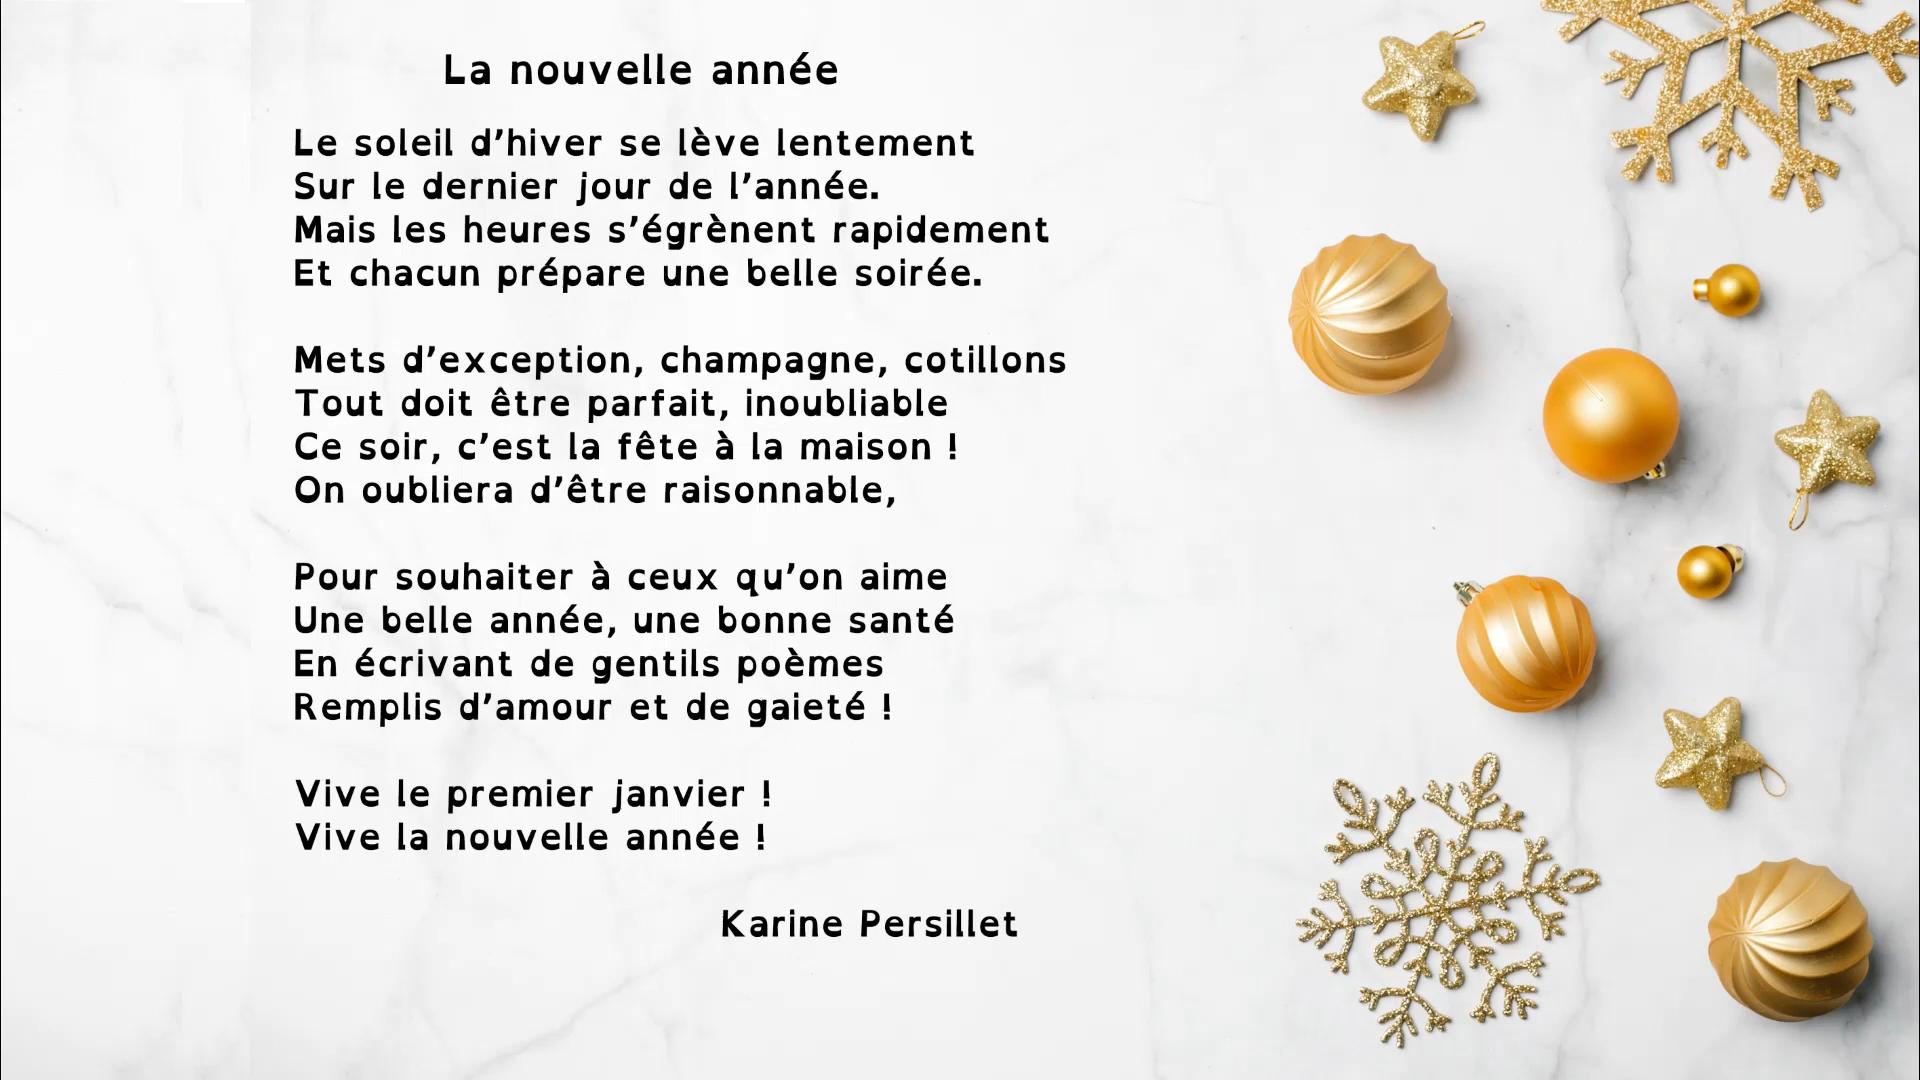 La nouvelle année
Le soleil d’hiver se lève lentement
Sur le dernier jour de l’année.
Mais les heures s’égrènent rapidement
Et chacun prépare une belle soirée.
Mets d’exception, champagne, cotillons
Tout doit être parfait, inoubliable
Ce soir, c’est la fête à la maison !
On oubliera d’être raisonnable,
Pour souhaiter à ceux qu’on aime
Une belle année, une bonne santé
En écrivant de gentils poèmes
Remplis d’amour et de gaieté !
Vive le premier janvier !
Vive la nouvelle année !
Karine Persillet